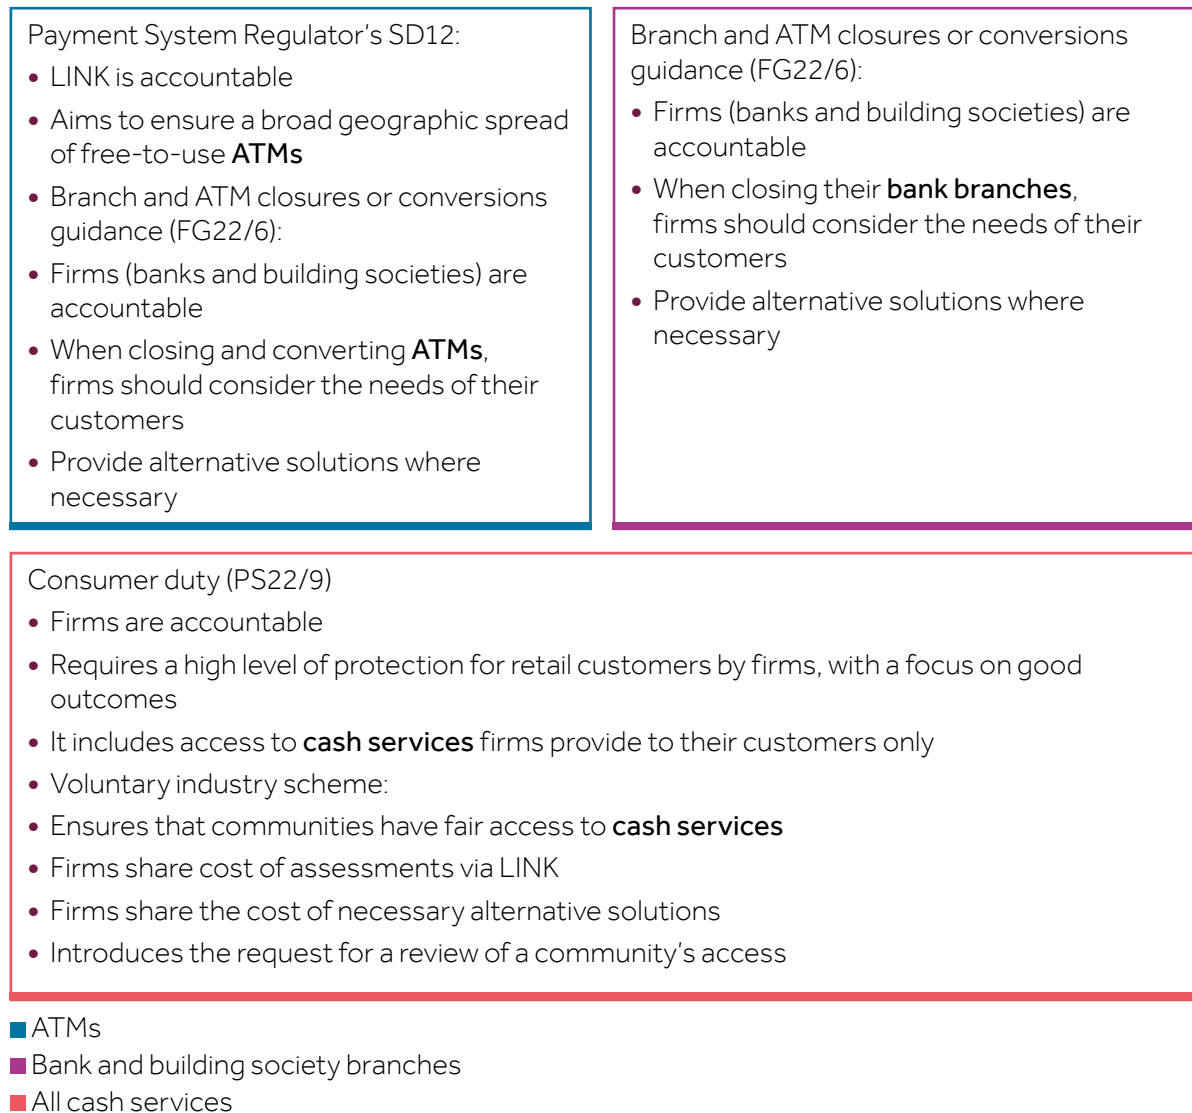 Payment System Regulator's SD12:
• LINK is accountable
• Aims to ensure a broad geographic spread
of free-to-use ATMs
• Branch and ATM closures or conversions
guidance (FG22/6):
• Firms (banks and building societies) are
accountable
• When closing and converting ATMs,
firms should consider the needs of their
customers
• Provide alternative solutions where
necessary
Branch and ATM closures or conversions
guidance (FG22/6):
• Firms (banks and building societies) are
accountable
• When closing their bank branches,
firms should consider the needs of their
customers
• Provide alternative solutions where
necessary
Consumer duty (PS22/9)
• Firms are accountable
• Requires a high level of protection for retail customers by firms, with a focus on good
outcomes
• It includes access to cash services firms provide to their customers only
• Voluntary industry scheme:
• Ensures that communities have fair access to cash services
• Firms share cost of assessments via LINK
• Firms share the cost of necessary alternative solutions
• Introduces the request for a review of a community's access
ATMs
Bank and building society branches
All cash services